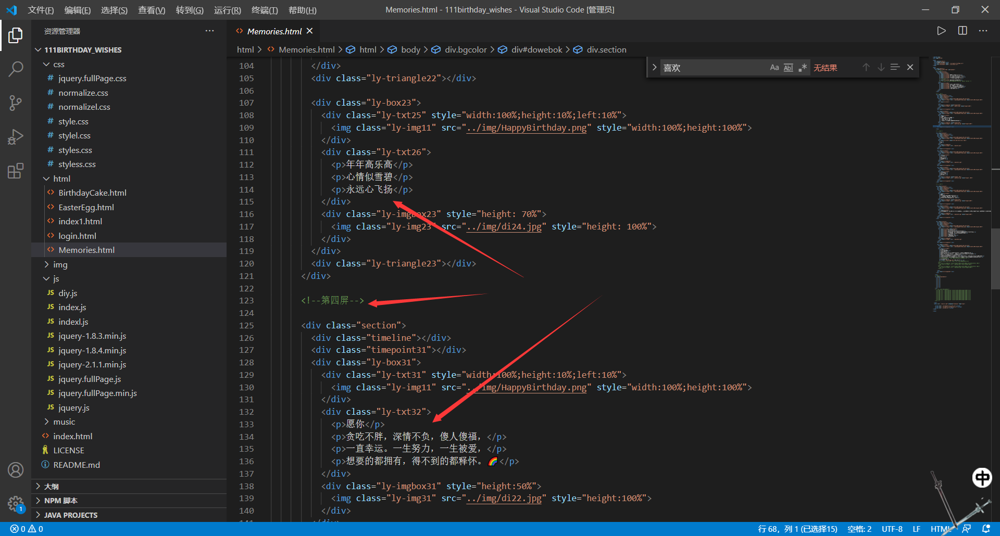 文件(F) 编辑(E) 选择(S) 查看(V) 转到(G) 运行(R) 终端(T) 帮助(H)
Memories.html - 111birthday_wishes - Visual Studio Code [管理员]
资源管理器
111BIRTHDAY_WISHES
css
# jquery.fullPage.css
# normalize.css
# normalizel.css
# style.css
# stylel.css
# styles.css
# styless.css
html
<> BirthdayCake.html
<> EasterEgg.html
<> index1.html
<> login.html
<> Memories.html
img
js
JS diy.js
JS index.js
JS indexl.js
JS jquery-1.8.3.min.js
JS jquery-1.8.4.min.js
JS jquery-2.1.1.min.js
JS jquery.fullPage.js
JS jquery.fullPage.min.js
JS jquery.js
music
<> index.html
LICENSE
README.md
大纲
NPM 脚本
JAVA PROJECTS
<> Memories.html
html > <> Memories.html > html > body > div.bgcolor > div#dowebok > div.section
喜欢 Aa Abl .* 无结果
104 </div>
105 <div class="ly-triangle22"></div>
106
107 <div class="ly-box23">
108 <div class="ly-txt25" style="width:100%;height:10%;left:10%">
109 <img class="ly-img11" src="../img/HappyBirthday.png" style="width:100%;height:100%">
110 </div>
111 <div class="ly-txt26">
112 <p>年年高乐高</p>
113 <p>心情似雪碧</p>
114 <p>永远心飞扬</p>
115 </div>
116 <div class="ly-imgbox23" style="height: 70%">
117 <img class="ly-img23" src="../img/di24.jpg" style="height: 100%">
118 </div>
119 </div>
120 <div class="ly-triangle23"></div>
121 </div>
122
123 <!--第四屏-->
124
125 <div class="section">
126 <div class="timeline"></div>
127 <div class="timepoint31"></div>
128 <div class="ly-box31">
129 <div class="ly-txt31" style="width:100%;height:10%;left:10%">
130 <img class="ly-img11" src="../img/HappyBirthday.png" style="width:100%;height:100%">
131 </div>
132 <div class="ly-txt32">
133 <p>愿你</p>
134 <p>贪吃不胖，深情不负，傻人傻福，</p>
135 <p>一直幸运。一生努力，一生被爱，</p>
136 <p>想要的都拥有，得不到的都释怀。🌈</p>
137 </div>
138 <div class="ly-imgbox31" style="height:50%">
139 <img class="ly-img31" src="../img/di22.jpg" style="height:100%">
140 </div>
141 </div>
中
1
0 0
行 68，列 1 (已选择15) 空格: 2 UTF-8 LF HTML